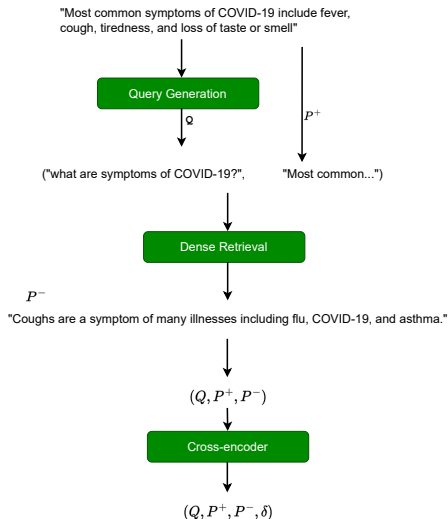 "Most common symptoms of COVID-19 include fever,
cough, tiredness, and loss of taste or smell"
Query Generation
Q
P⁺
("what are symptoms of COVID-19?", "Most common...")
Dense Retrieval
P⁻
"Coughs are a symptom of many illnesses including flu, COVID-19, and asthma."
(Q, P⁺, P⁻)
Cross-encoder
(Q, P⁺, P⁻, δ)